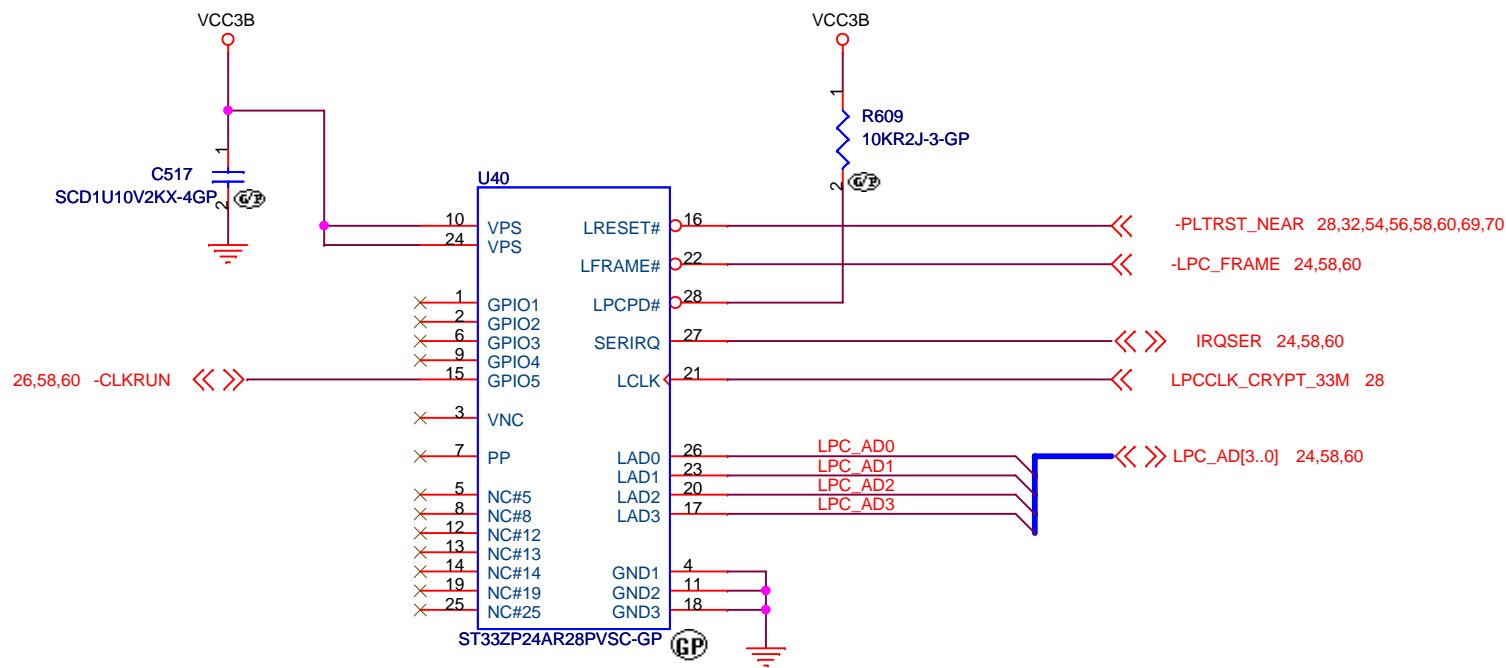 VCC3B
VCC3B
1
C517
SCD1U10V2KX-4GP
2
G/P
1
R609
10KR2J-3-GP
2
G/P
U40
10 VPS
24 VPS
1 GPIO1
2 GPIO2
6 GPIO3
9 GPIO4
26,58,60 -CLKRUN
15 GPIO5
3 VNC
7 PP
5 NC#5
8 NC#8
12 NC#12
13 NC#13
14 NC#14
19 NC#19
25 NC#25
LRESET# 16 -PLTRST_NEAR 28,32,54,56,58,60,69,70
LFRAME# 22 -LPC_FRAME 24,58,60
LPCPD# 28
SERIRQ 27 IRQSER 24,58,60
LCLK 21 LPCCLK_CRYPT_33M 28
LAD0 26 LPC_AD0 LPC_AD[3..0] 24,58,60
LAD1 23 LPC_AD1
LAD2 20 LPC_AD2
LAD3 17 LPC_AD3
GND1 4
GND2 11
GND3 18
ST33ZP24AR28PVSC-GP
GP